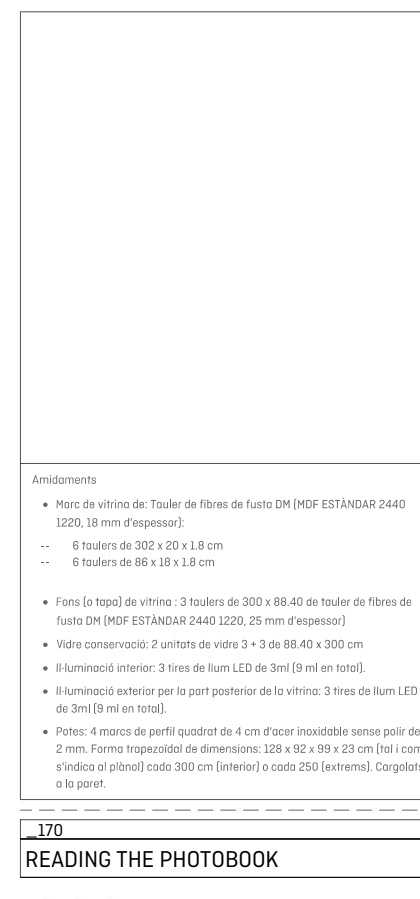 Amidaments
• Marc de vitrina de: Tauler de fibres de fusta DM (MDF ESTÀNDAR 2440
1220, 18 mm d'espessor):
-- 6 taulers de 302 x 20 x 1.8 cm
-- 6 taulers de 86 x 18 x 1.8 cm
• Fons (o tapa) de vitrina : 3 taulers de 300 x 88.40 de tauler de fibres de
fusta DM (MDF ESTÀNDAR 2440 1220, 25 mm d'espessor)
• Vidre conservació: 2 unitats de vidre 3 + 3 de 88.40 x 300 cm
• Il·luminació interior: 3 tires de llum LED de 3ml (9 ml en total).
• Il·luminació exterior per la part posterior de la vitrina: 3 tires de llum LED
de 3ml (9 ml en total).
• Potes: 4 marcs de perfil quadrat de 4 cm d'acer inoxidable sense polir de
2 mm. Forma trapezoïdal de dimensions: 128 x 92 x 99 x 23 cm (tal i com
s'indica al plànol) cada 300 cm (interior) o cada 250 (extrems). Cargolats
a la paret.
_170
READING THE PHOTOBOOK